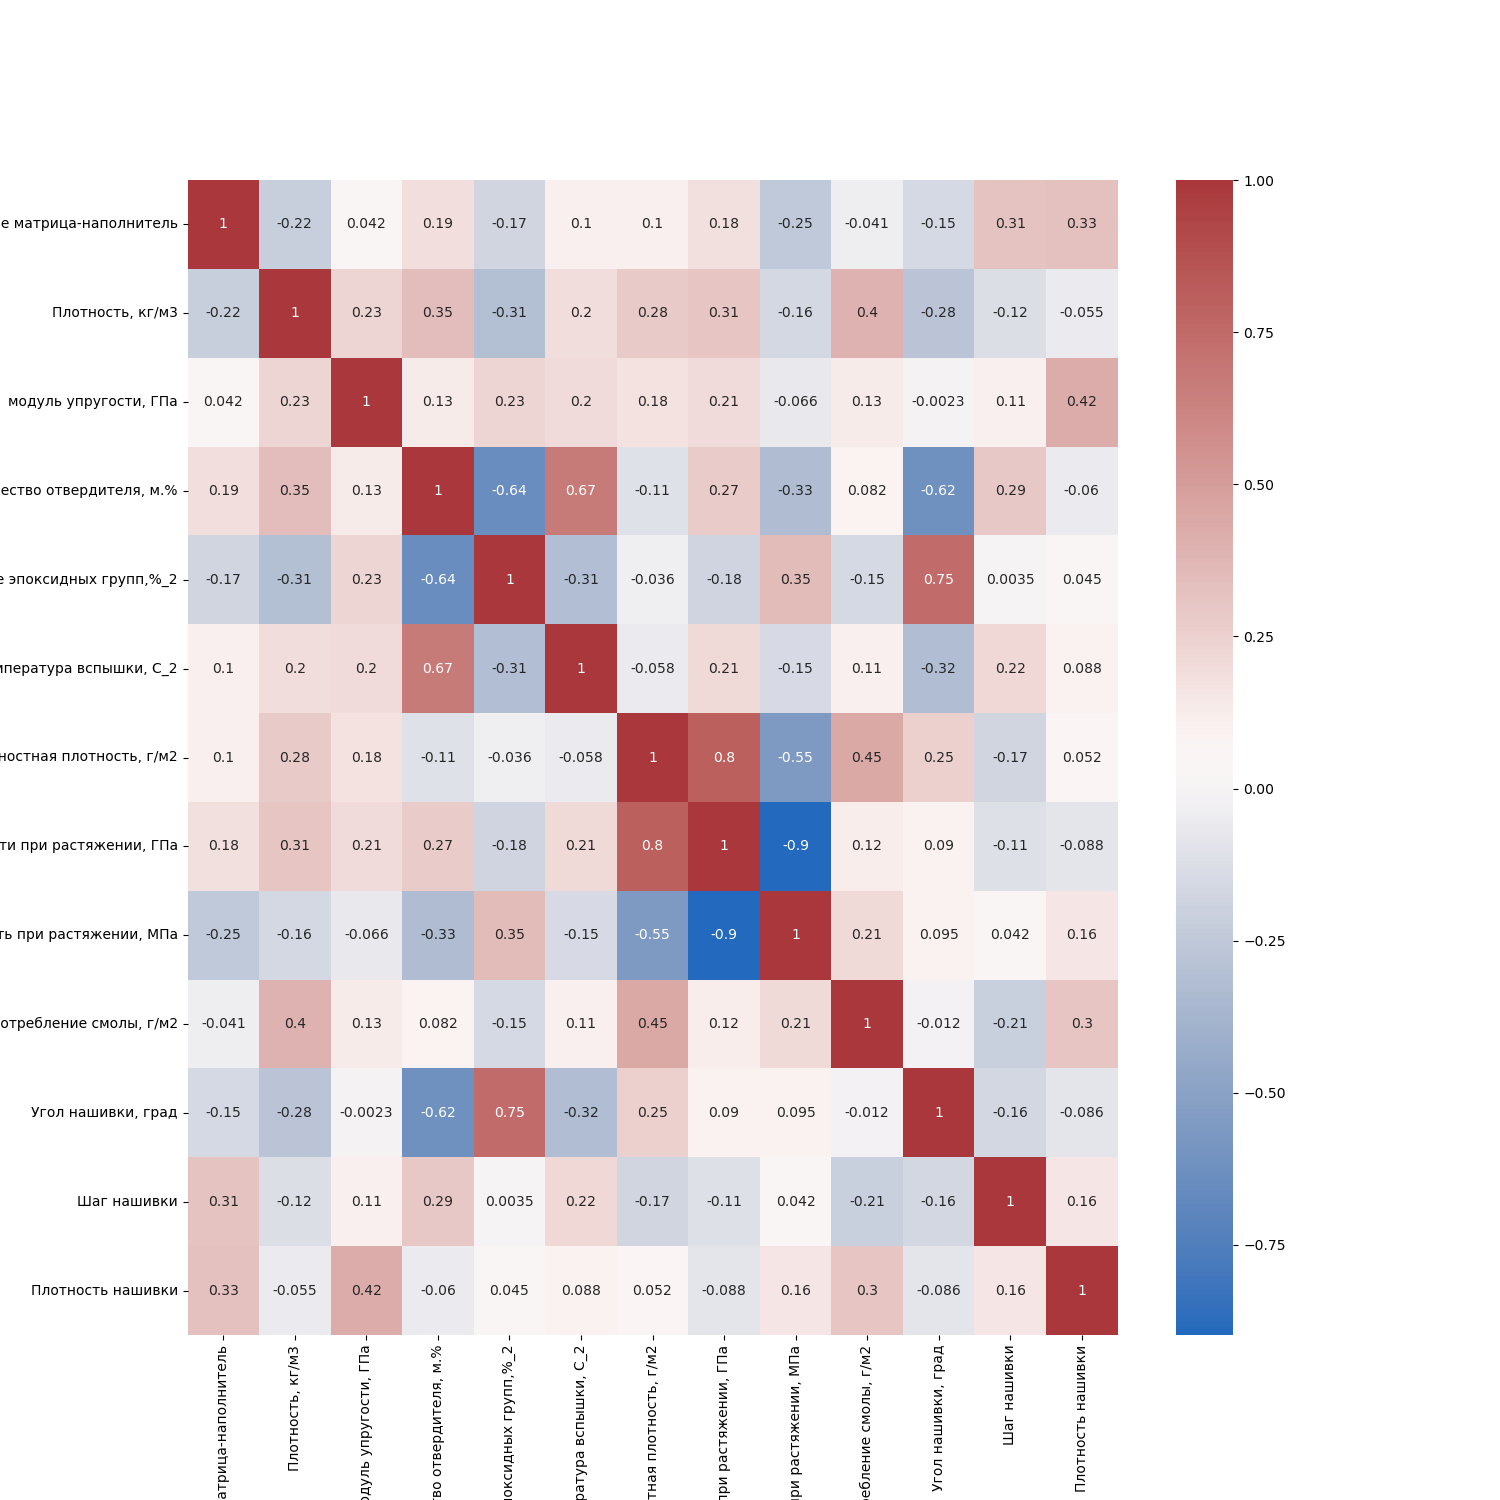 е матрица-наполнитель 1 -0.22 0.042 0.19 -0.17 0.1 0.1 0.18 -0.25 -0.041 -0.15 0.31 0.33
Плотность, кг/м3 -0.22 1 0.23 0.35 -0.31 0.2 0.28 0.31 -0.16 0.4 -0.28 -0.12 -0.055
модуль упругости, ГПа 0.042 0.23 1 0.13 0.23 0.2 0.18 0.21 -0.066 0.13 -0.0023 0.11 0.42
ество отвердителя, м.% 0.19 0.35 0.13 1 -0.64 0.67 -0.11 0.27 -0.33 0.082 -0.62 0.29 -0.06
е эпоксидных групп,%_2 -0.17 -0.31 0.23 -0.64 1 -0.31 -0.036 -0.18 0.35 -0.15 0.75 0.0035 0.045
мпература вспышки, С_2 0.1 0.2 0.2 0.67 -0.31 1 -0.058 0.21 -0.15 0.11 -0.32 0.22 0.088
ностная плотность, г/м2 0.1 0.28 0.18 -0.11 -0.036 -0.058 1 0.8 -0.55 0.45 0.25 -0.17 0.052
ти при растяжении, ГПа 0.18 0.31 0.21 0.27 -0.18 0.21 0.8 1 -0.9 0.12 0.09 -0.11 -0.088
ть при растяжении, МПа -0.25 -0.16 -0.066 -0.33 0.35 -0.15 -0.55 -0.9 1 0.21 0.095 0.042 0.16
отребление смолы, г/м2 -0.041 0.4 0.13 0.082 -0.15 0.11 0.45 0.12 0.21 1 -0.012 -0.21 0.3
Угол нашивки, град -0.15 -0.28 -0.0023 -0.62 0.75 -0.32 0.25 0.09 0.095 -0.012 1 -0.16 -0.086
Шаг нашивки 0.31 -0.12 0.11 0.29 0.0035 0.22 -0.17 -0.11 0.042 -0.21 -0.16 1 0.16
Плотность нашивки 0.33 -0.055 0.42 -0.06 0.045 0.088 0.052 -0.088 0.16 0.3 -0.086 0.16 1
атрица-наполнитель
Плотность, кг/м3
одуль упругости, ГПа
тво отвердителя, м.%
поксидных групп,%_2
ература вспышки, С_2
стная плотность, г/м2
при растяжении, ГПа
при растяжении, МПа
ребление смолы, г/м2
Угол нашивки, град
Шаг нашивки
Плотность нашивки
1.00
0.75
0.50
0.25
0.00
−0.25
−0.50
−0.75